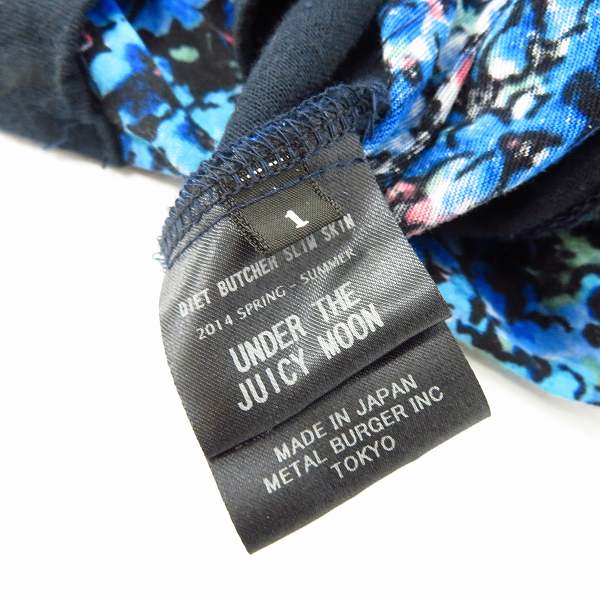 1
DIET BUTCHER SLIM SKIN
2014 SPRING - SUMMER
UNDER THE
JUICY MOON
MADE IN JAPAN
METAL BURGER INC
TOKYO